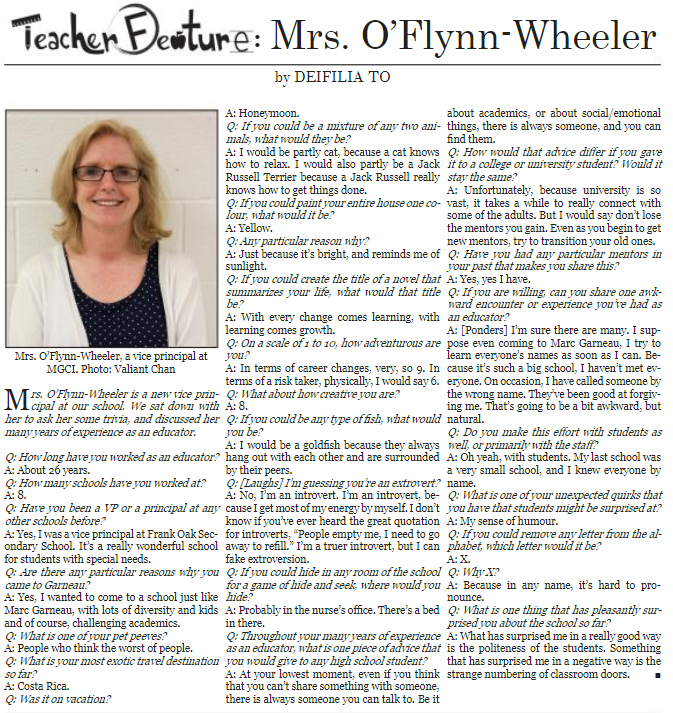 Teacher Feature: Mrs. O'Flynn-Wheeler
by DEIFILIA TO
Mrs. O'Flynn-Wheeler, a vice principal at
MGCI. Photo: Valiant Chan
Mrs. O'Flynn-Wheeler is a new vice prin-
cipal at our school. We sat down with
her to ask her some trivia, and discussed her
many years of experience as an educator.
Q: How long have you worked as an educator?
A: About 26 years.
Q: How many schools have you worked at?
A: 8.
Q: Have you been a VP or a principal at any
other schools before?
A: Yes, I was a vice principal at Frank Oak Sec-
ondary School. It's a really wonderful school
for students with special needs.
Q: Are there any particular reasons why you
came to Garneau?
A: Yes, I wanted to come to a school just like
Marc Garneau, with lots of diversity and kids
and of course, challenging academics.
Q: What is one of your pet peeves?
A: People who think the worst of people.
Q: What is your most exotic travel destination
so far?
A: Costa Rica.
Q: Was it on vacation?
A: Honeymoon.
Q: If you could be a mixture of any two ani-
mals, what would they be?
A: I would be partly cat, because a cat knows
how to relax. I would also partly be a Jack
Russell Terrier because a Jack Russell really
knows how to get things done.
Q: If you could paint your entire house one co-
lour, what would it be?
A: Yellow.
Q: Any particular reason why?
A: Just because it's bright, and reminds me of
sunlight.
Q: If you could create the title of a novel that
summarizes your life, what would that title
be?
A: With every change comes learning, with
learning comes growth.
Q: On a scale of 1 to 10, how adventurous are
you?
A: In terms of career changes, very, so 9. In
terms of a risk taker, physically, I would say 6.
Q: What about how creative you are?
A: 8.
Q: If you could be any type of fish, what would
you be?
A: I would be a goldfish because they always
hang out with each other and are surrounded
by their peers.
Q: [Laughs] I'm guessing you're an extrovert?
A: No, I'm an introvert. I'm an introvert, be-
cause I get most of my energy by myself. I don't
know if you've ever heard the great quotation
for introverts, "People empty me, I need to go
away to refill." I'm a truer introvert, but I can
fake extroversion.
Q: If you could hide in any room of the school
for a game of hide and seek, where would you
hide?
A: Probably in the nurse's office. There's a bed
in there.
Q: Throughout your many years of experience
as an educator, what is one piece of advice that
you would give to any high school student?
A: At your lowest moment, even if you think
that you can't share something with someone,
there is always someone you can talk to. Be it
about academics, or about social/emotional
things, there is always someone, and you can
find them.
Q: How would that advice differ if you gave
it to a college or university student? Would it
stay the same?
A: Unfortunately, because university is so
vast, it takes a while to really connect with
some of the adults. But I would say don't lose
the mentors you gain. Even as you begin to get
new mentors, try to transition your old ones.
Q: Have you had any particular mentors in
your past that makes you share this?
A: Yes, yes I have.
Q: If you are willing, can you share one awk-
ward encounter or experience you've had as
an educator?
A: [Ponders] I'm sure there are many. I sup-
pose even coming to Marc Garneau, I try to
learn everyone's names as soon as I can. Be-
cause it's such a big school, I haven't met ev-
eryone. On occasion, I have called someone by
the wrong name. They've been good at forgiv-
ing me. That's going to be a bit awkward, but
natural.
Q: Do you make this effort with students as
well, or primarily with the staff?
A: Oh yeah, with students. My last school was
a very small school, and I knew everyone by
name.
Q: What is one of your unexpected quirks that
you have that students might be surprised at?
A: My sense of humour.
Q: If you could remove any letter from the al-
phabet, which letter would it be?
A: X.
Q: Why X?
A: Because in any name, it's hard to pro-
nounce.
Q: What is one thing that has pleasantly sur-
prised you about the school so far?
A: What has surprised me in a really good way
is the politeness of the students. Something
that has surprised me in a negative way is the
strange numbering of classroom doors. ■